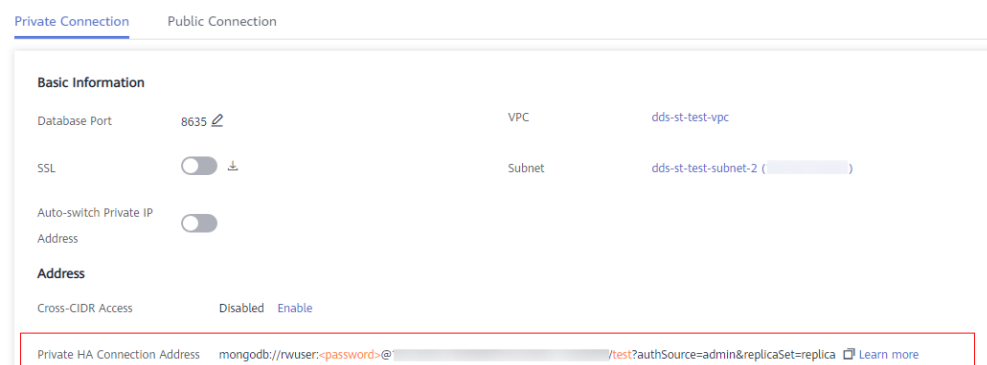 Private Connection Public Connection
Basic Information
Database Port 8635 VPC dds-st-test-vpc
SSL Subnet dds-st-test-subnet-2 ( )
Auto-switch Private IP
Address
Address
Cross-CIDR Access Disabled Enable
Private HA Connection Address mongodb://rwuser:<password>@ /test?authSource=admin&replicaSet=replica Learn more